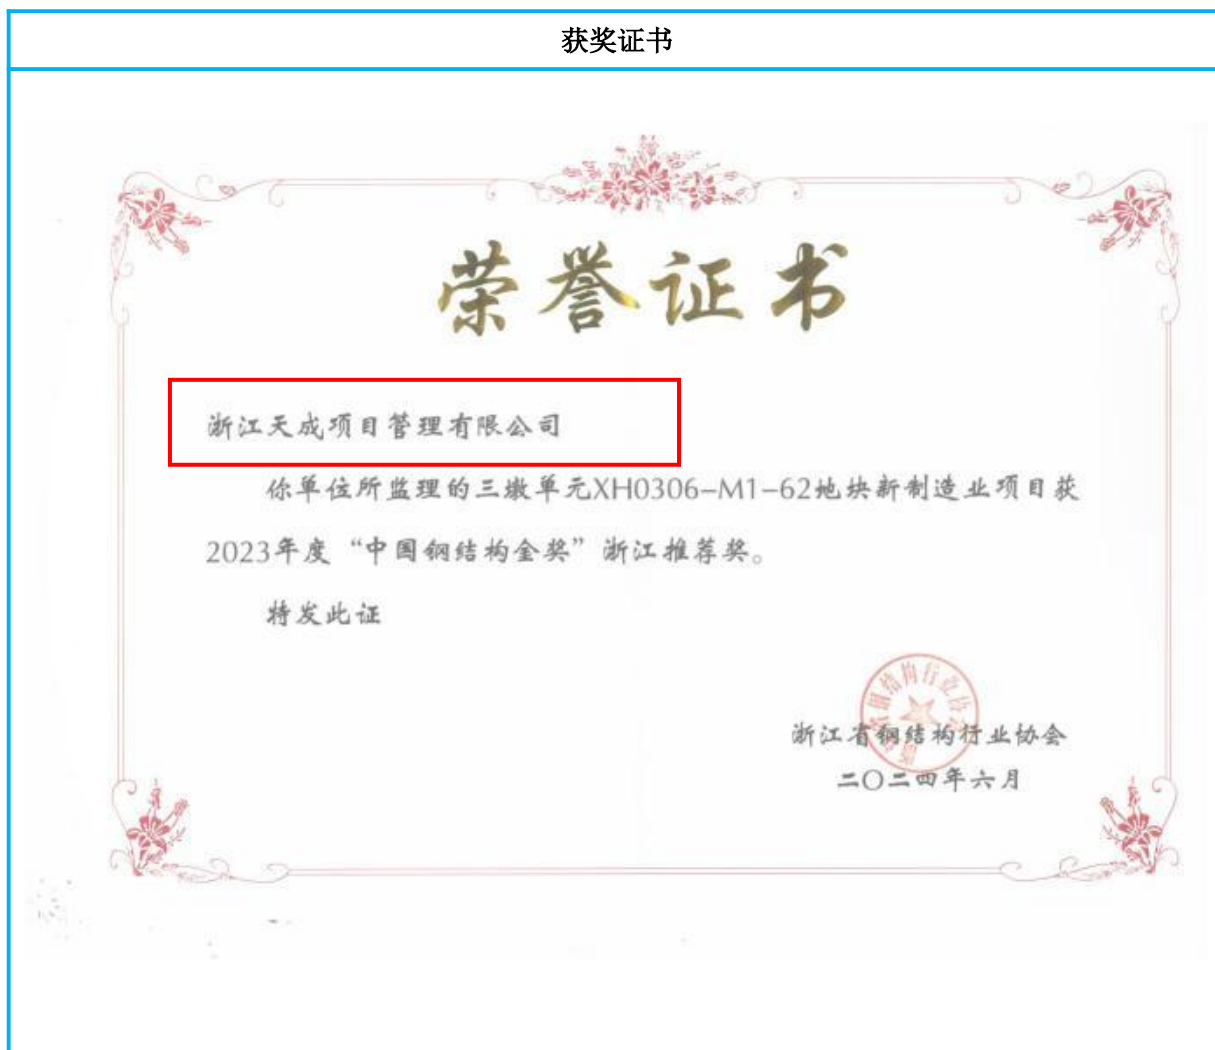 获奖证书
荣誉证书
浙江天成项目管理有限公司
你单位所监理的三墩单元XH0306-M1-62地块新制造业项目获
2023年度“中国钢结构金奖”浙江推荐奖。
特发此证
浙江省钢结构行业协会
二〇二四年六月